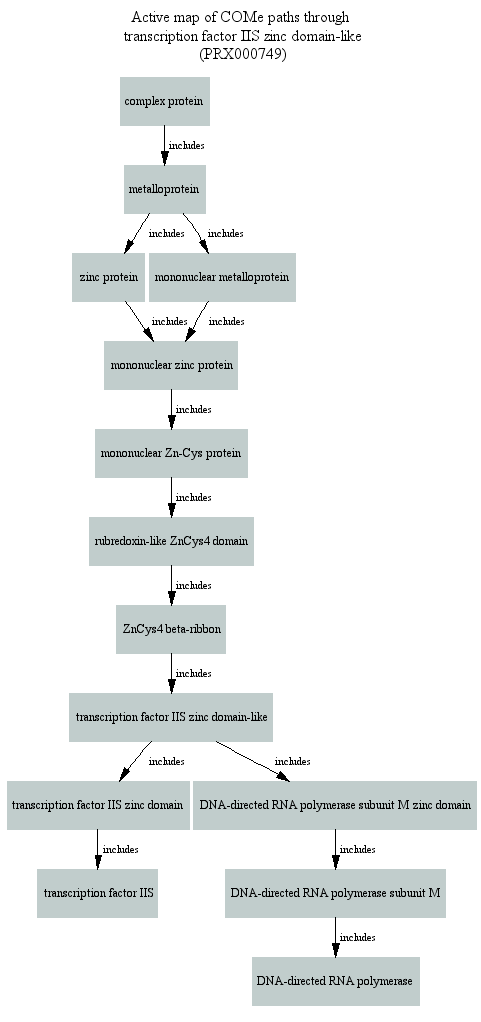 Active map of COMe paths through
transcription factor IIS zinc domain-like
(PRX000749)
complex protein
includes
metalloprotein
includes includes
zinc protein mononuclear metalloprotein
includes includes
mononuclear zinc protein
includes
mononuclear Zn-Cys protein
includes
rubredoxin-like ZnCys4 domain
includes
ZnCys4 beta-ribbon
includes
transcription factor IIS zinc domain-like
includes includes
transcription factor IIS zinc domain DNA-directed RNA polymerase subunit M zinc domain
includes includes
transcription factor IIS DNA-directed RNA polymerase subunit M
includes
DNA-directed RNA polymerase